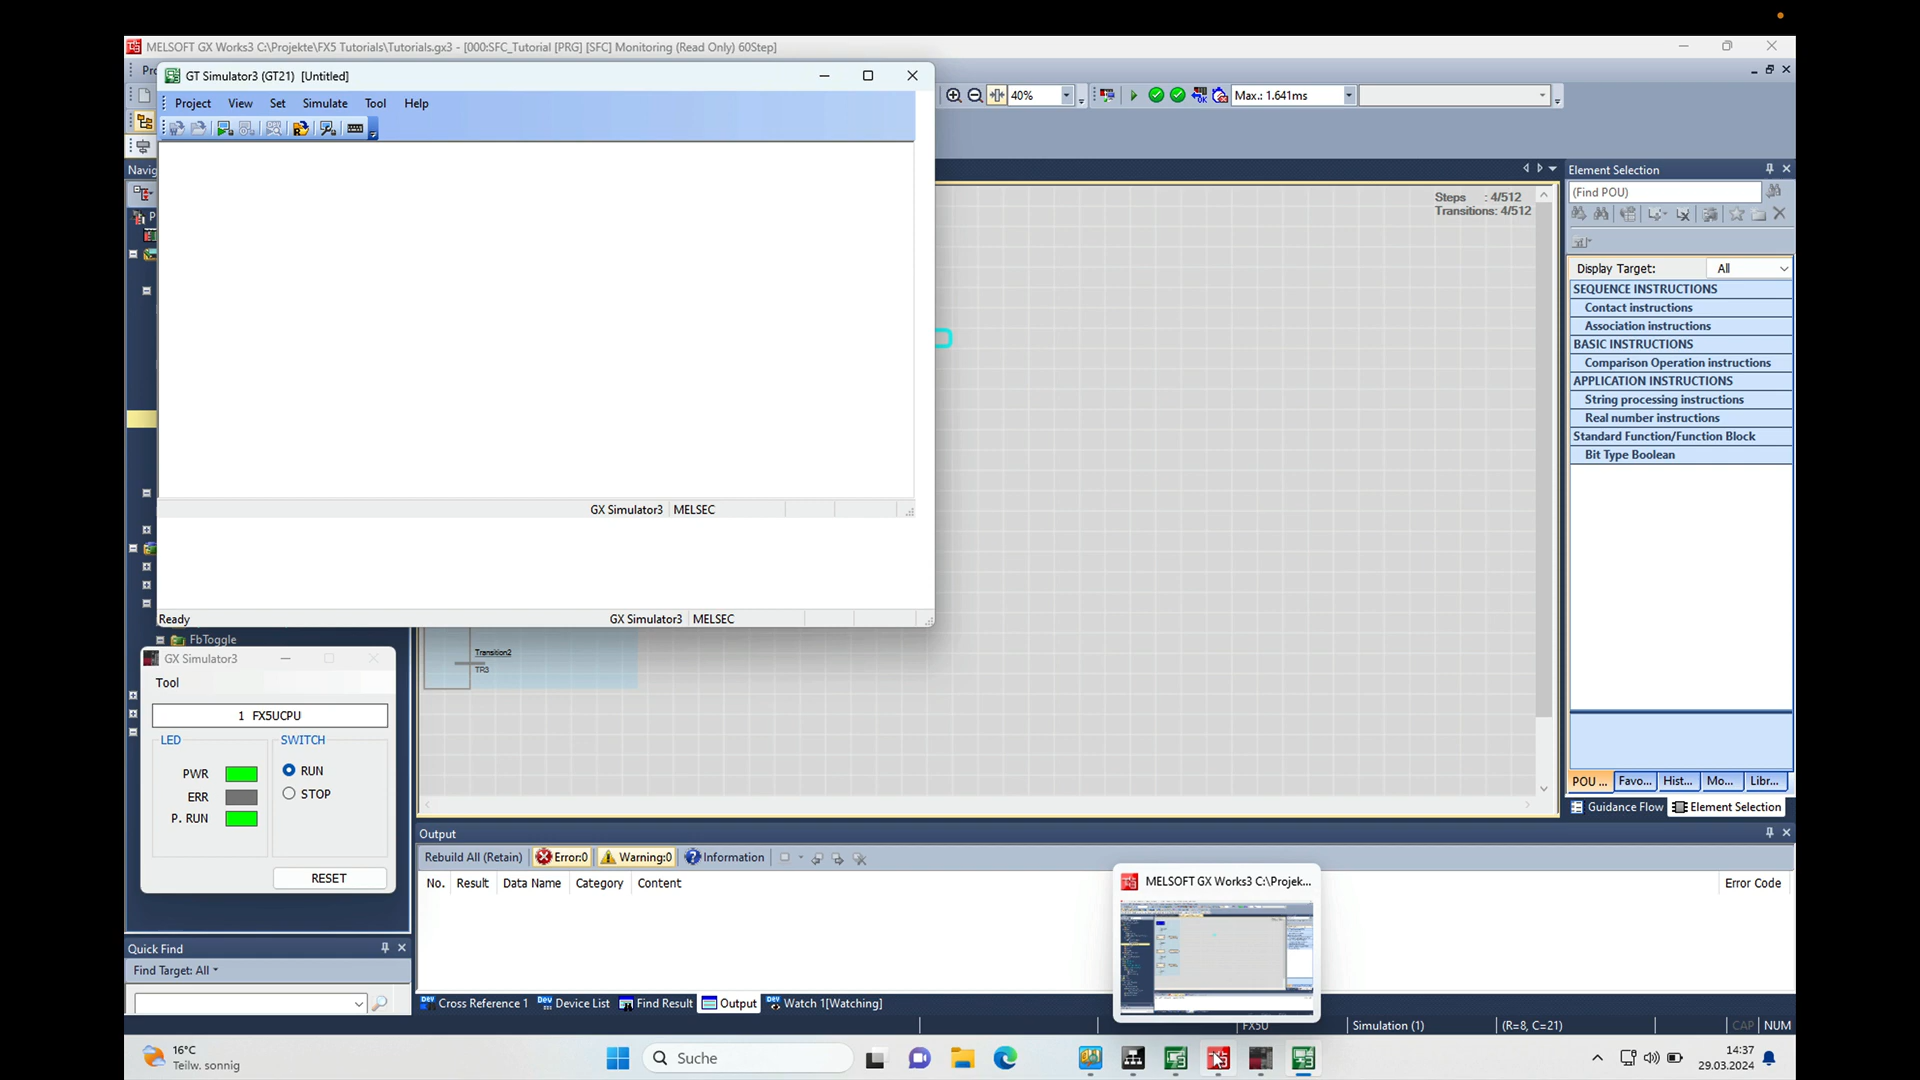 MELSOFT GX Works3 C:\Projekte\FX5 Tutorials\Tutorials.gx3 - [000:SFC_Tutorial [PRG] [SFC] Monitoring (Read Only) 60Step]
GT Simulator3 (GT21) [Untitled]
Project View Set Simulate Tool Help
40%
Max.: 1.641ms
GX Simulator3 MELSEC
Ready GX Simulator3 MELSEC
Steps : 4/512
Transitions: 4/512
Element Selection
(Find POU)
Display Target: All
SEQUENCE INSTRUCTIONS
Contact instructions
Association instructions
BASIC INSTRUCTIONS
Comparison Operation instructions
APPLICATION INSTRUCTIONS
String processing instructions
Real number instructions
Standard Function/Function Block
Bit Type Boolean
POU ... Favo... Hist... Mo... Libr...
Guidance Flow Element Selection
Navig
FbToggle
Transition2
TR3
GX Simulator3
Tool
1 FX5UCPU
LED SWITCH
PWR RUN
ERR STOP
P. RUN
RESET
Output
Rebuild All (Retain) Error:0 Warning:0 Information
No. Result Data Name Category Content Error Code
MELSOFT GX Works3 C:\Projek...
Quick Find
Find Target: All
Cross Reference 1 Device List Find Result Output Watch 1[Watching]
FX5U Simulation (1) (R=8, C=21) CAP NUM
16°C
Teilw. sonnig
Suche
14:37
29.03.2024